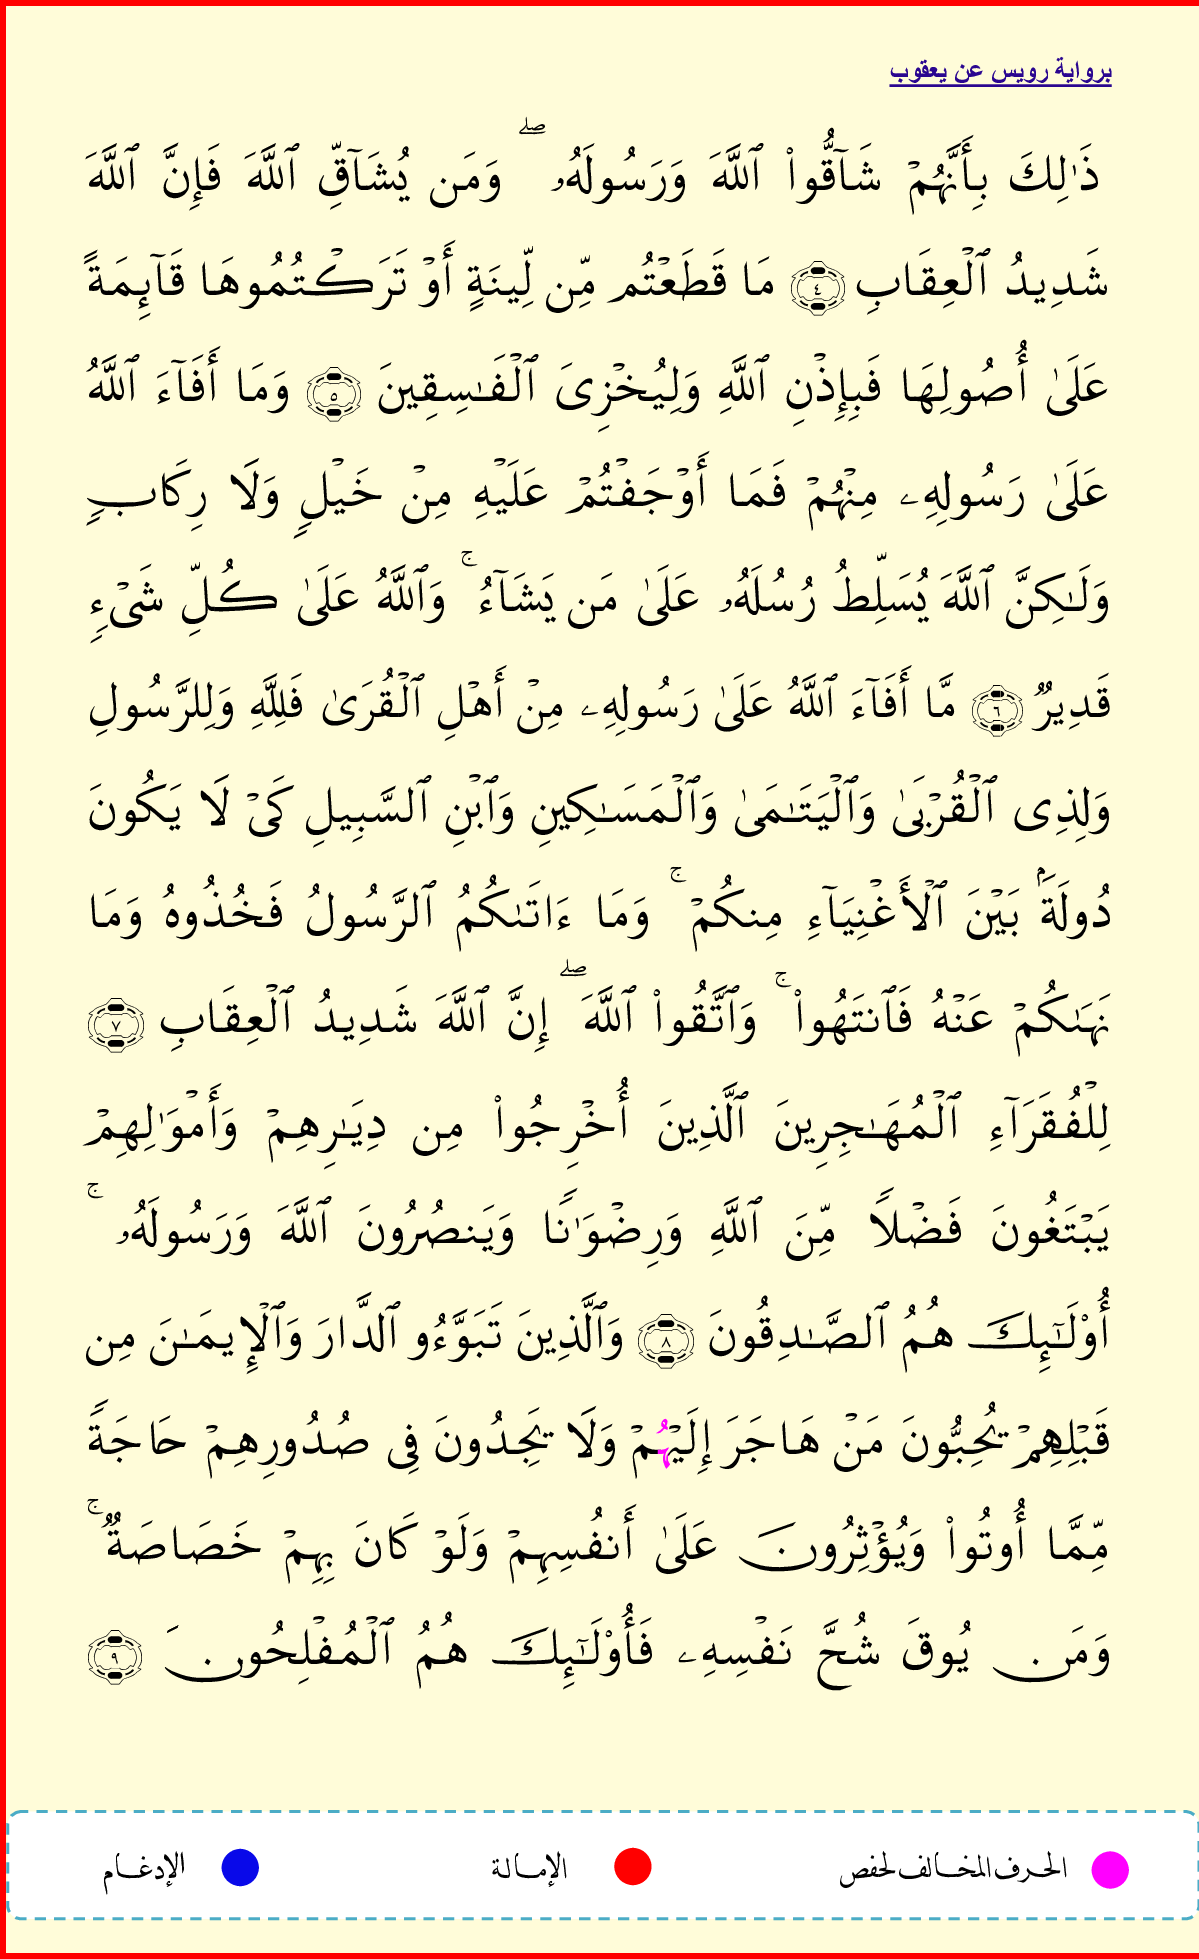 برواية رويس عن يعقوب
ذَٰلِكَ بِأَنَّهُمۡ شَآقُّواْ ٱللَّهَ وَرَسُولَهُۥۖ وَمَن يُشَآقِّ ٱللَّهَ فَإِنَّ ٱللَّهَ
شَدِيدُ ٱلۡعِقَابِ ٤ مَا قَطَعۡتُم مِّن لِّينَةٍ أَوۡ تَرَكۡتُمُوهَا قَآئِمَةً
عَلَىٰٓ أُصُولِهَا فَبِإِذۡنِ ٱللَّهِ وَلِيُخۡزِيَ ٱلۡفَٰسِقِينَ ٥ وَمَا أَفَآءَ ٱللَّهُ
عَلَىٰ رَسُولِهِۦ مِنۡهُمۡ فَمَا أَوۡجَفۡتُمۡ عَلَيۡهِ مِنۡ خَيۡلٍ وَلَا رِكَابٍ
وَلَٰكِنَّ ٱللَّهَ يُسَلِّطُ رُسُلَهُۥ عَلَىٰ مَن يَشَآءُۚ وَٱللَّهُ عَلَىٰ كُلِّ شَيۡءٍ
قَدِيرٌ ٦ مَّا أَفَآءَ ٱللَّهُ عَلَىٰ رَسُولِهِۦ مِنۡ أَهۡلِ ٱلۡقُرَىٰ فَلِلَّهِ وَلِلرَّسُولِ
وَلِذِي ٱلۡقُرۡبَىٰ وَٱلۡيَتَٰمَىٰ وَٱلۡمَسَٰكِينِ وَٱبۡنِ ٱلسَّبِيلِ كَيۡ لَا يَكُونَ
دُولَةَۢ بَيۡنَ ٱلۡأَغۡنِيَآءِ مِنكُمۡۚ وَمَا ءَاتَىٰكُمُ ٱلرَّسُولُ فَخُذُوهُ وَمَا
نَهَىٰكُمۡ عَنۡهُ فَٱنتَهُواْۚ وَٱتَّقُواْ ٱللَّهَۖ إِنَّ ٱللَّهَ شَدِيدُ ٱلۡعِقَابِ ٧
لِلۡفُقَرَآءِ ٱلۡمُهَٰجِرِينَ ٱلَّذِينَ أُخۡرِجُواْ مِن دِيَٰرِهِمۡ وَأَمۡوَٰلِهِمۡ
يَبۡتَغُونَ فَضۡلًا مِّنَ ٱللَّهِ وَرِضۡوَٰنًا وَيَنصُرُونَ ٱللَّهَ وَرَسُولَهُۥۚ
أُوْلَٰٓئِكَ هُمُ ٱلصَّٰدِقُونَ ٨ وَٱلَّذِينَ تَبَوَّءُو ٱلدَّارَ وَٱلۡإِيمَٰنَ مِن
قَبۡلِهِمۡ يُحِبُّونَ مَنۡ هَاجَرَ إِلَيۡهُمۡ وَلَا يَجِدُونَ فِي صُدُورِهِمۡ حَاجَةً
مِّمَّا أُوتُواْ وَيُؤۡثِرُونَ عَلَىٰ أَنفُسِهِمۡ وَلَوۡ كَانَ بِهِمۡ خَصَاصَةٌۚ
وَمَن يُوقَ شُحَّ نَفۡسِهِۦ فَأُوْلَٰٓئِكَ هُمُ ٱلۡمُفۡلِحُونَ ٩
الحرف المخالف لحفص الإمالة الإدغام